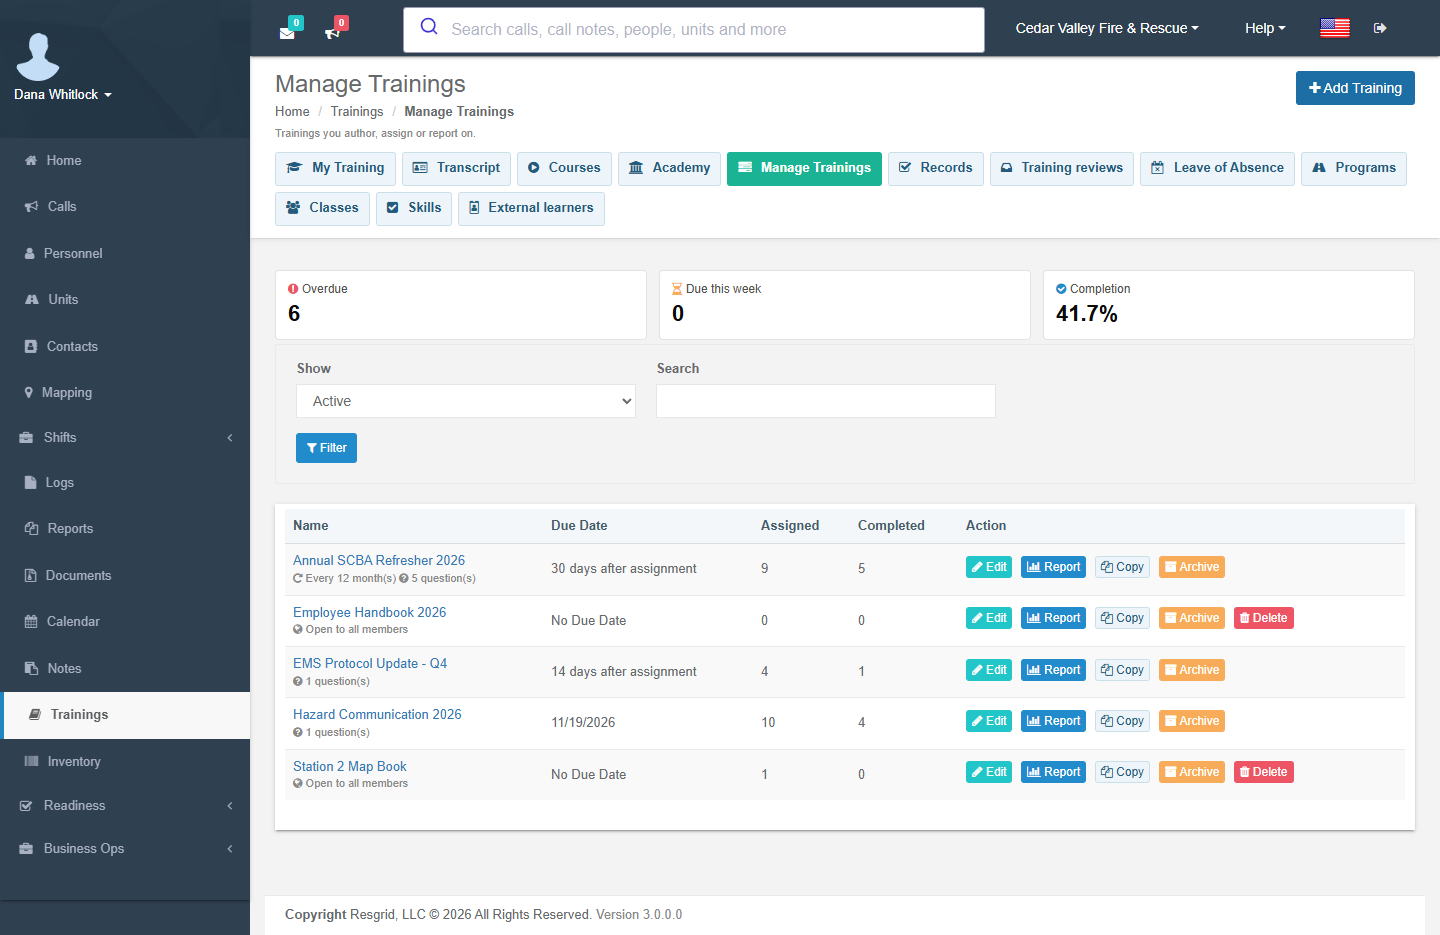 0
0
Search calls, call notes, people, units and more
Cedar Valley Fire & Rescue
Help
Dana Whitlock
Home
Calls
Personnel
Units
Contacts
Mapping
Shifts
Logs
Reports
Documents
Calendar
Notes
Trainings
Inventory
Readiness
Business Ops
Manage Trainings
Home / Trainings / Manage Trainings
Trainings you author, assign or report on.
Add Training
My Training
Transcript
Courses
Academy
Manage Trainings
Records
Training reviews
Leave of Absence
Programs
Classes
Skills
External learners
Overdue
6
Due this week
0
Completion
41.7%
Show
Active
Search
Filter
Name Due Date Assigned Completed Action
Annual SCBA Refresher 2026
Every 12 month(s) 5 question(s)
30 days after assignment 9 5 Edit Report Copy Archive
Employee Handbook 2026
Open to all members
No Due Date 0 0 Edit Report Copy Archive Delete
EMS Protocol Update - Q4
1 question(s)
14 days after assignment 4 1 Edit Report Copy Archive
Hazard Communication 2026
1 question(s)
11/19/2026 10 4 Edit Report Copy Archive
Station 2 Map Book
Open to all members
No Due Date 1 0 Edit Report Copy Archive Delete
Copyright Resgrid, LLC © 2026 All Rights Reserved. Version 3.0.0.0